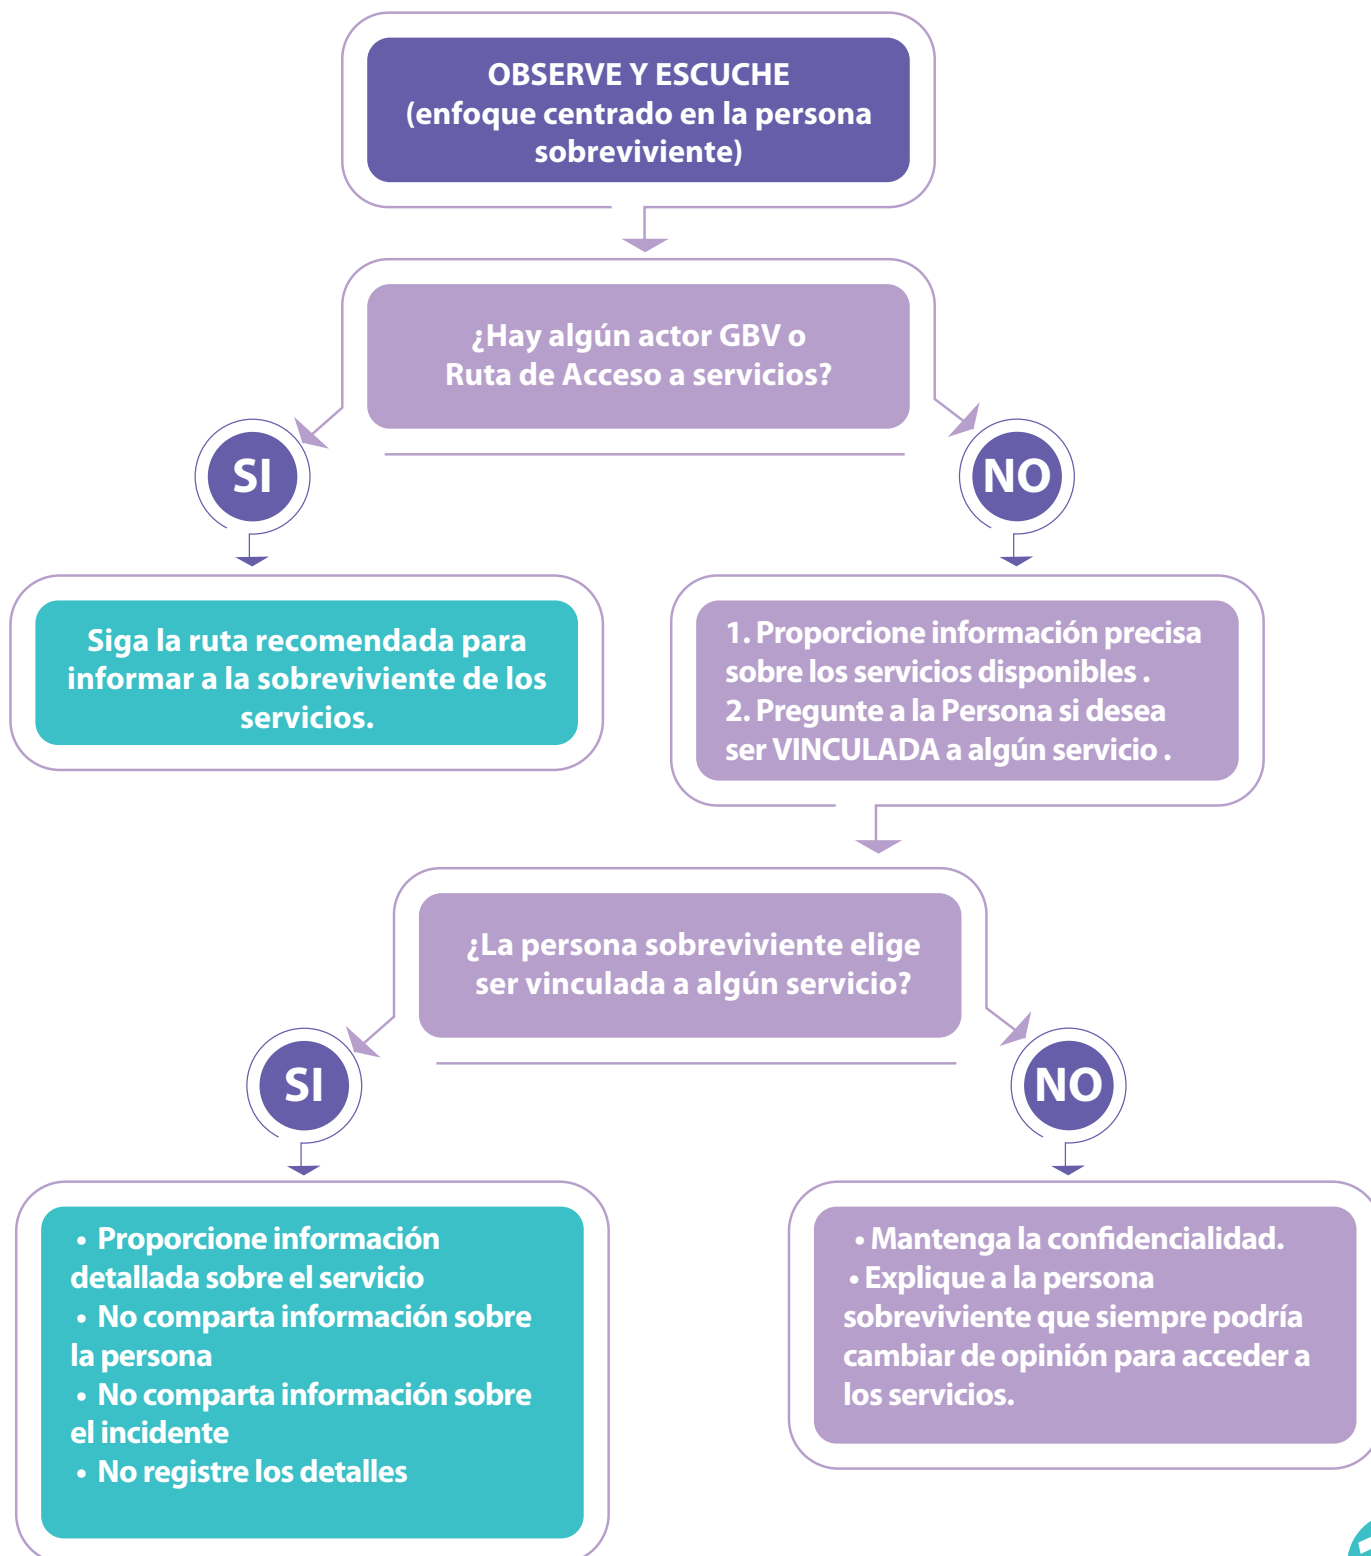 OBSERVE Y ESCUCHE
(enfoque centrado en la persona
sobreviviente)
¿Hay algún actor GBV o
Ruta de Acceso a servicios?
SI
NO
Siga la ruta recomendada para
informar a la sobreviviente de los
servicios.
1. Proporcione información precisa
sobre los servicios disponibles .
2. Pregunte a la Persona si desea
ser VINCULADA a algún servicio .
¿La persona sobreviviente elige
ser vinculada a algún servicio?
SI
NO
• Proporcione información
detallada sobre el servicio
• No comparta información sobre
la persona
• No comparta información sobre
el incidente
• No registre los detalles
• Mantenga la confidencialidad.
• Explique a la persona
sobreviviente que siempre podría
cambiar de opinión para acceder a
los servicios.